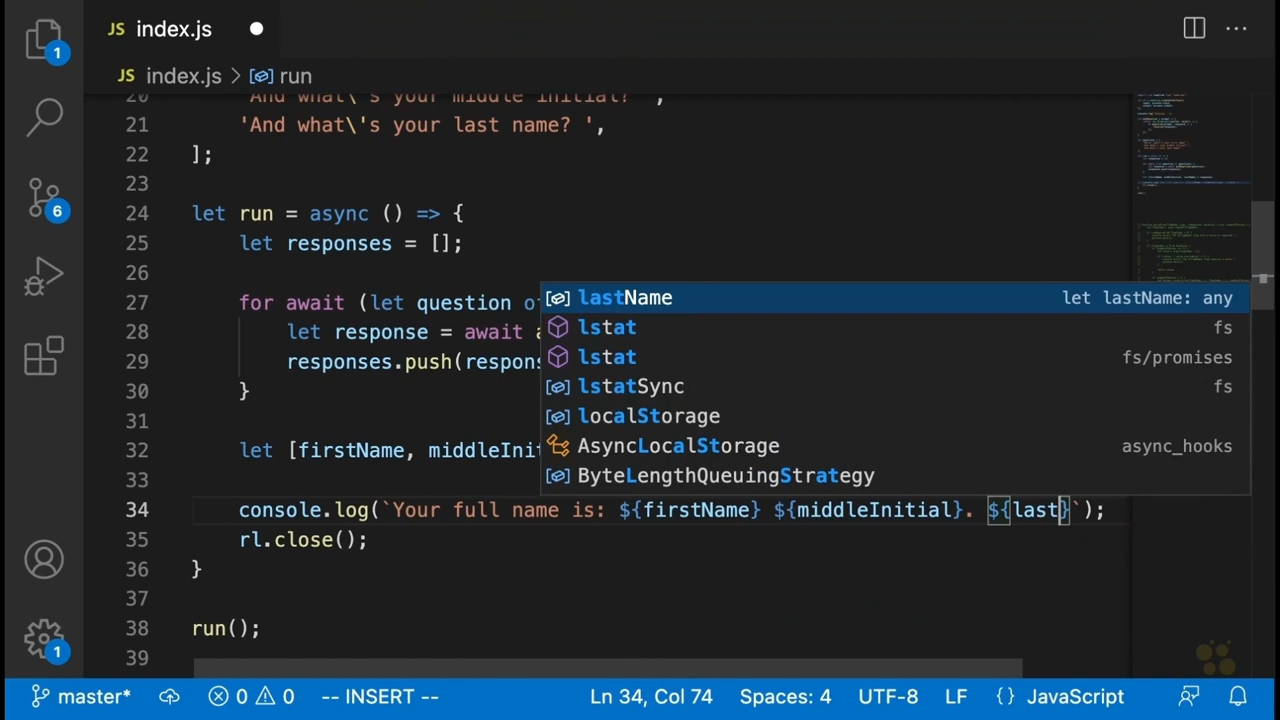 JS index.js
JS index.js > run
20 'And what\'s your middle initial? ',
21 'And what\'s your last name? ',
22 ];
23
24 let run = async () => {
25 let responses = [];
26
27 for await (let question of
28 let response = await a
29 responses.push(respons
30 }
31
32 let [firstName, middleInit
33
34 console.log(`Your full name is: ${firstName} ${middleInitial}. ${last}`);
35 rl.close();
36 }
37
38 run();
39
lastName let lastName: any
lstat fs
lstat fs/promises
lstatSync fs
localStorage
AsyncLocalStorage async_hooks
ByteLengthQueuingStrategy
1
6
1
master* 0 0 -- INSERT -- Ln 34, Col 74 Spaces: 4 UTF-8 LF {} JavaScript